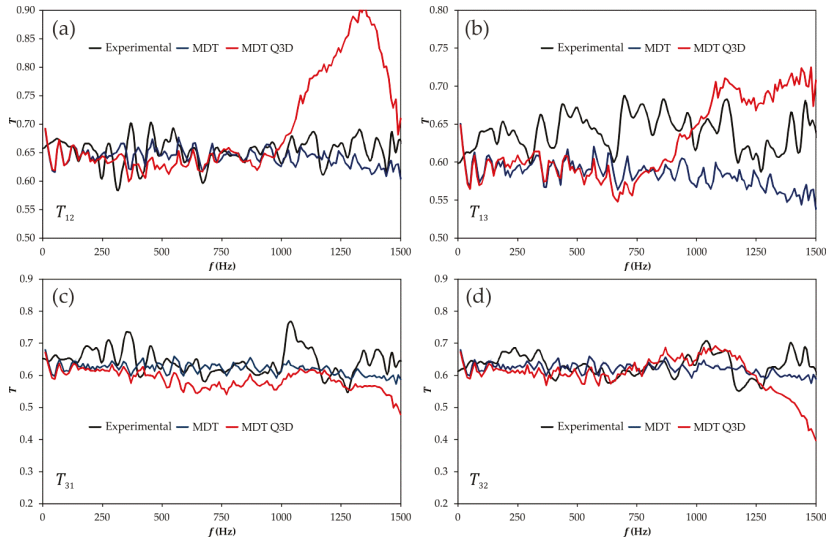 (a)
Experimental MDT MDT Q3D
T
0.90
0.85
0.80
0.75
0.70
0.65
0.60
0.55
0.50
T12
0 250 500 750 1000 1250 1500
f (Hz)
(b)
Experimental MDT MDT Q3D
T
0.80
0.75
0.70
0.65
0.60
0.55
0.50
T13
0 250 500 750 1000 1250 1500
f (Hz)
(c)
T
0.9
0.8
0.7
0.6
0.5
0.4
0.3
0.2
Experimental MDT MDT Q3D
T31
0 250 500 750 1000 1250 1500
f (Hz)
(d)
T
0.9
0.8
0.7
0.6
0.5
0.4
0.3
0.2
Experimental MDT MDT Q3D
T32
0 250 500 750 1000 1250 1500
f (Hz)